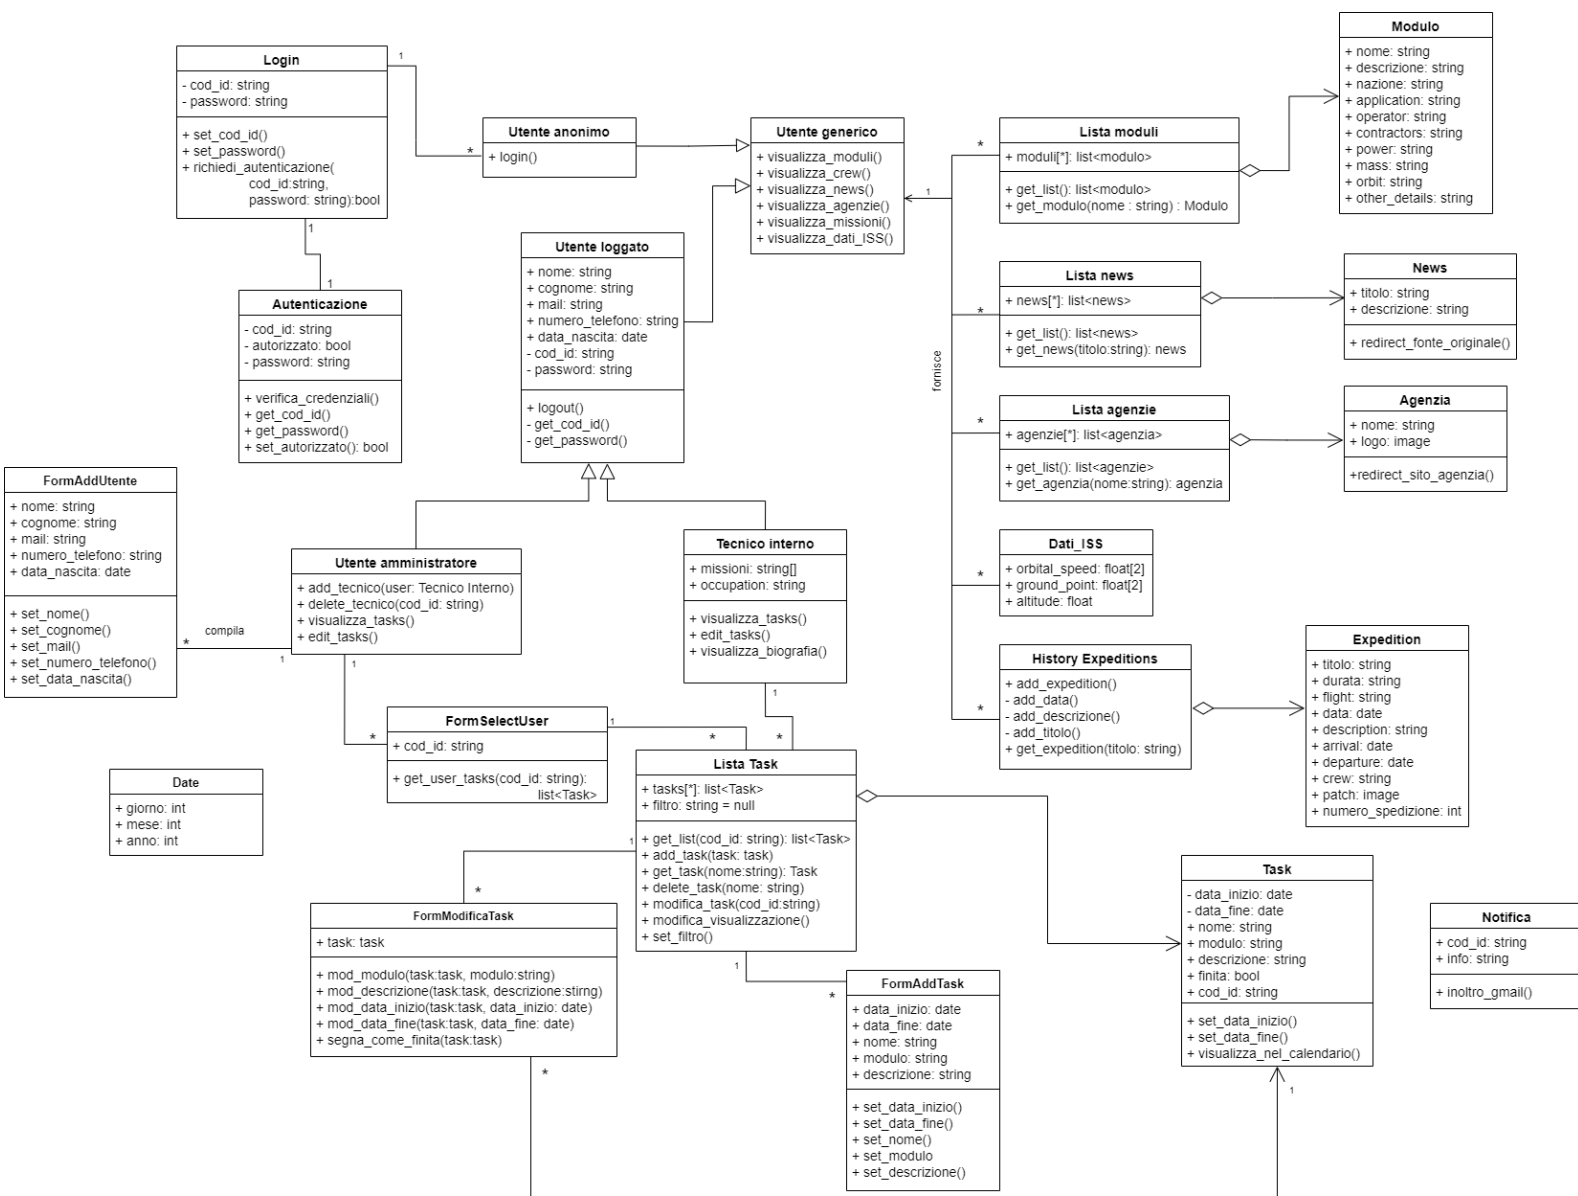 Login
- cod_id: string
- password: string
+ set_cod_id()
+ set_password()
+ richiedi_autenticazione(
cod_id:string,
password: string):bool
1
*
1
1
Utente anonimo
+ login()
Utente generico
+ visualizza_moduli()
+ visualizza_crew()
+ visualizza_news()
+ visualizza_agenzie()
+ visualizza_missioni()
+ visualizza_dati_ISS()
1
fornisce
*
*
*
*
*
Lista moduli
+ moduli[*]: list<modulo>
+ get_list(): list<modulo>
+ get_modulo(nome : string) : Modulo
Modulo
+ nome: string
+ descrizione: string
+ nazione: string
+ application: string
+ operator: string
+ contractors: string
+ power: string
+ mass: string
+ orbit: string
+ other_details: string
Autenticazione
- cod_id: string
- autorizzato: bool
- password: string
+ verifica_credenziali()
+ get_cod_id()
+ get_password()
+ set_autorizzato(): bool
Utente loggato
+ nome: string
+ cognome: string
+ mail: string
+ numero_telefono: string
+ data_nascita: date
- cod_id: string
- password: string
+ logout()
- get_cod_id()
- get_password()
Lista news
+ news[*]: list<news>
+ get_list(): list<news>
+ get_news(titolo:string): news
News
+ titolo: string
+ descrizione: string
+ redirect_fonte_originale()
Lista agenzie
+ agenzie[*]: list<agenzia>
+ get_list(): list<agenzie>
+ get_agenzia(nome:string): agenzia
Agenzia
+ nome: string
+ logo: image
+redirect_sito_agenzia()
FormAddUtente
+ nome: string
+ cognome: string
+ mail: string
+ numero_telefono: string
+ data_nascita: date
+ set_nome()
+ set_cognome()
+ set_mail()
+ set_numero_telefono()
+ set_data_nascita()
*
compila
1
Utente amministratore
+ add_tecnico(user: Tecnico Interno)
+ delete_tecnico(cod_id: string)
+ visualizza_tasks()
+ edit_tasks()
1
*
Tecnico interno
+ missioni: string[]
+ occupation: string
+ visualizza_tasks()
+ edit_tasks()
+ visualizza_biografia()
1
*
Dati_ISS
+ orbital_speed: float[2]
+ ground_point: float[2]
+ altitude: float
History Expeditions
+ add_expedition()
- add_data()
- add_descrizione()
- add_titolo()
+ get_expedition(titolo: string)
Expedition
+ titolo: string
+ durata: string
+ flight: string
+ data: date
+ description: string
+ arrival: date
+ departure: date
+ crew: string
+ patch: image
+ numero_spedizione: int
FormSelectUser
+ cod_id: string
+ get_user_tasks(cod_id: string):
list<Task>
1
*
Date
+ giorno: int
+ mese: int
+ anno: int
Lista Task
+ tasks[*]: list<Task>
+ filtro: string = null
+ get_list(cod_id: string): list<Task>
+ add_task(task: task)
+ get_task(nome:string): Task
+ delete_task(nome: string)
+ modifica_task(cod_id:string)
+ modifica_visualizzazione()
+ set_filtro()
1
*
1
*
FormModificaTask
+ task: task
+ mod_modulo(task:task, modulo:string)
+ mod_descrizione(task:task, descrizione:stirng)
+ mod_data_inizio(task:task, data_inizio: date)
+ mod_data_fine(task:task, data_fine: date)
+ segna_come_finita(task:task)
*
FormAddTask
+ data_inizio: date
+ data_fine: date
+ nome: string
+ modulo: string
+ descrizione: string
+ set_data_inizio()
+ set_data_fine()
+ set_nome()
+ set_modulo
+ set_descrizione()
Task
- data_inizio: date
- data_fine: date
+ nome: string
+ modulo: string
+ descrizione: string
+ finita: bool
+ cod_id: string
+ set_data_inizio()
+ set_data_fine()
+ visualizza_nel_calendario()
1
Notifica
+ cod_id: string
+ info: string
+ inoltro_gmail()